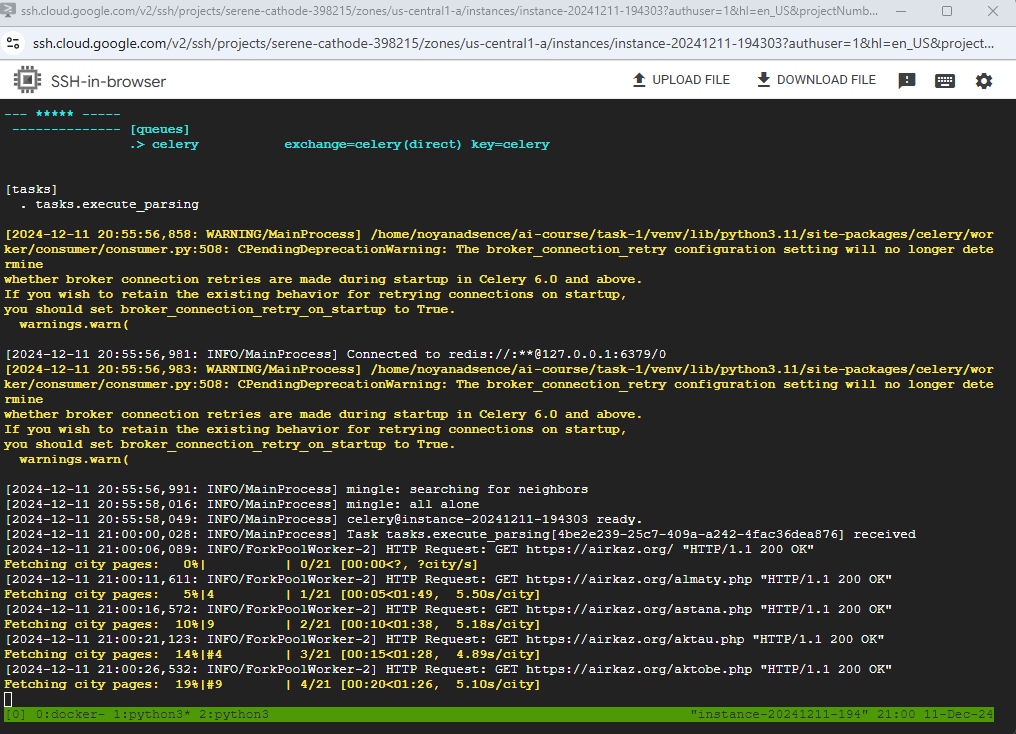 ssh.cloud.google.com/v2/ssh/projects/serene-cathode-398215/zones/us-central1-a/instances/instance-20241211-194303?authuser=1&hl=en_US&projectNumb...
ssh.cloud.google.com/v2/ssh/projects/serene-cathode-398215/zones/us-central1-a/instances/instance-20241211-194303?authuser=1&hl=en_US&project...
SSH-in-browser
UPLOAD FILE
DOWNLOAD FILE
--- ***** -----
-------------- [queues]
.> celery exchange=celery(direct) key=celery
[tasks]
. tasks.execute_parsing
[2024-12-11 20:55:56,858: WARNING/MainProcess] /home/noyanadsence/ai-course/task-1/venv/lib/python3.11/site-packages/celery/wor
ker/consumer/consumer.py:508: CPendingDeprecationWarning: The broker_connection_retry configuration setting will no longer dete
rmine
whether broker connection retries are made during startup in Celery 6.0 and above.
If you wish to retain the existing behavior for retrying connections on startup,
you should set broker_connection_retry_on_startup to True.
warnings.warn(
[2024-12-11 20:55:56,981: INFO/MainProcess] Connected to redis://:**@127.0.0.1:6379/0
[2024-12-11 20:55:56,983: WARNING/MainProcess] /home/noyanadsence/ai-course/task-1/venv/lib/python3.11/site-packages/celery/wor
ker/consumer/consumer.py:508: CPendingDeprecationWarning: The broker_connection_retry configuration setting will no longer dete
rmine
whether broker connection retries are made during startup in Celery 6.0 and above.
If you wish to retain the existing behavior for retrying connections on startup,
you should set broker_connection_retry_on_startup to True.
warnings.warn(
[2024-12-11 20:55:56,991: INFO/MainProcess] mingle: searching for neighbors
[2024-12-11 20:55:58,016: INFO/MainProcess] mingle: all alone
[2024-12-11 20:55:58,049: INFO/MainProcess] celery@instance-20241211-194303 ready.
[2024-12-11 21:00:00,028: INFO/MainProcess] Task tasks.execute_parsing[4be2e239-25c7-409a-a242-4fac36dea876] received
[2024-12-11 21:00:06,089: INFO/ForkPoolWorker-2] HTTP Request: GET https://airkaz.org/ "HTTP/1.1 200 OK"
Fetching city pages:   0%|          | 0/21 [00:00<?, ?city/s]
[2024-12-11 21:00:11,611: INFO/ForkPoolWorker-2] HTTP Request: GET https://airkaz.org/almaty.php "HTTP/1.1 200 OK"
Fetching city pages:   5%|4         | 1/21 [00:05<01:49,  5.50s/city]
[2024-12-11 21:00:16,572: INFO/ForkPoolWorker-2] HTTP Request: GET https://airkaz.org/astana.php "HTTP/1.1 200 OK"
Fetching city pages:  10%|9         | 2/21 [00:10<01:38,  5.18s/city]
[2024-12-11 21:00:21,123: INFO/ForkPoolWorker-2] HTTP Request: GET https://airkaz.org/aktau.php "HTTP/1.1 200 OK"
Fetching city pages:  14%|#4        | 3/21 [00:15<01:28,  4.89s/city]
[2024-12-11 21:00:26,532: INFO/ForkPoolWorker-2] HTTP Request: GET https://airkaz.org/aktobe.php "HTTP/1.1 200 OK"
Fetching city pages:  19%|#9        | 4/21 [00:20<01:26,  5.10s/city]
[0] 0:docker- 1:python3* 2:python3 "instance-20241211-194" 21:00 11-Dec-24